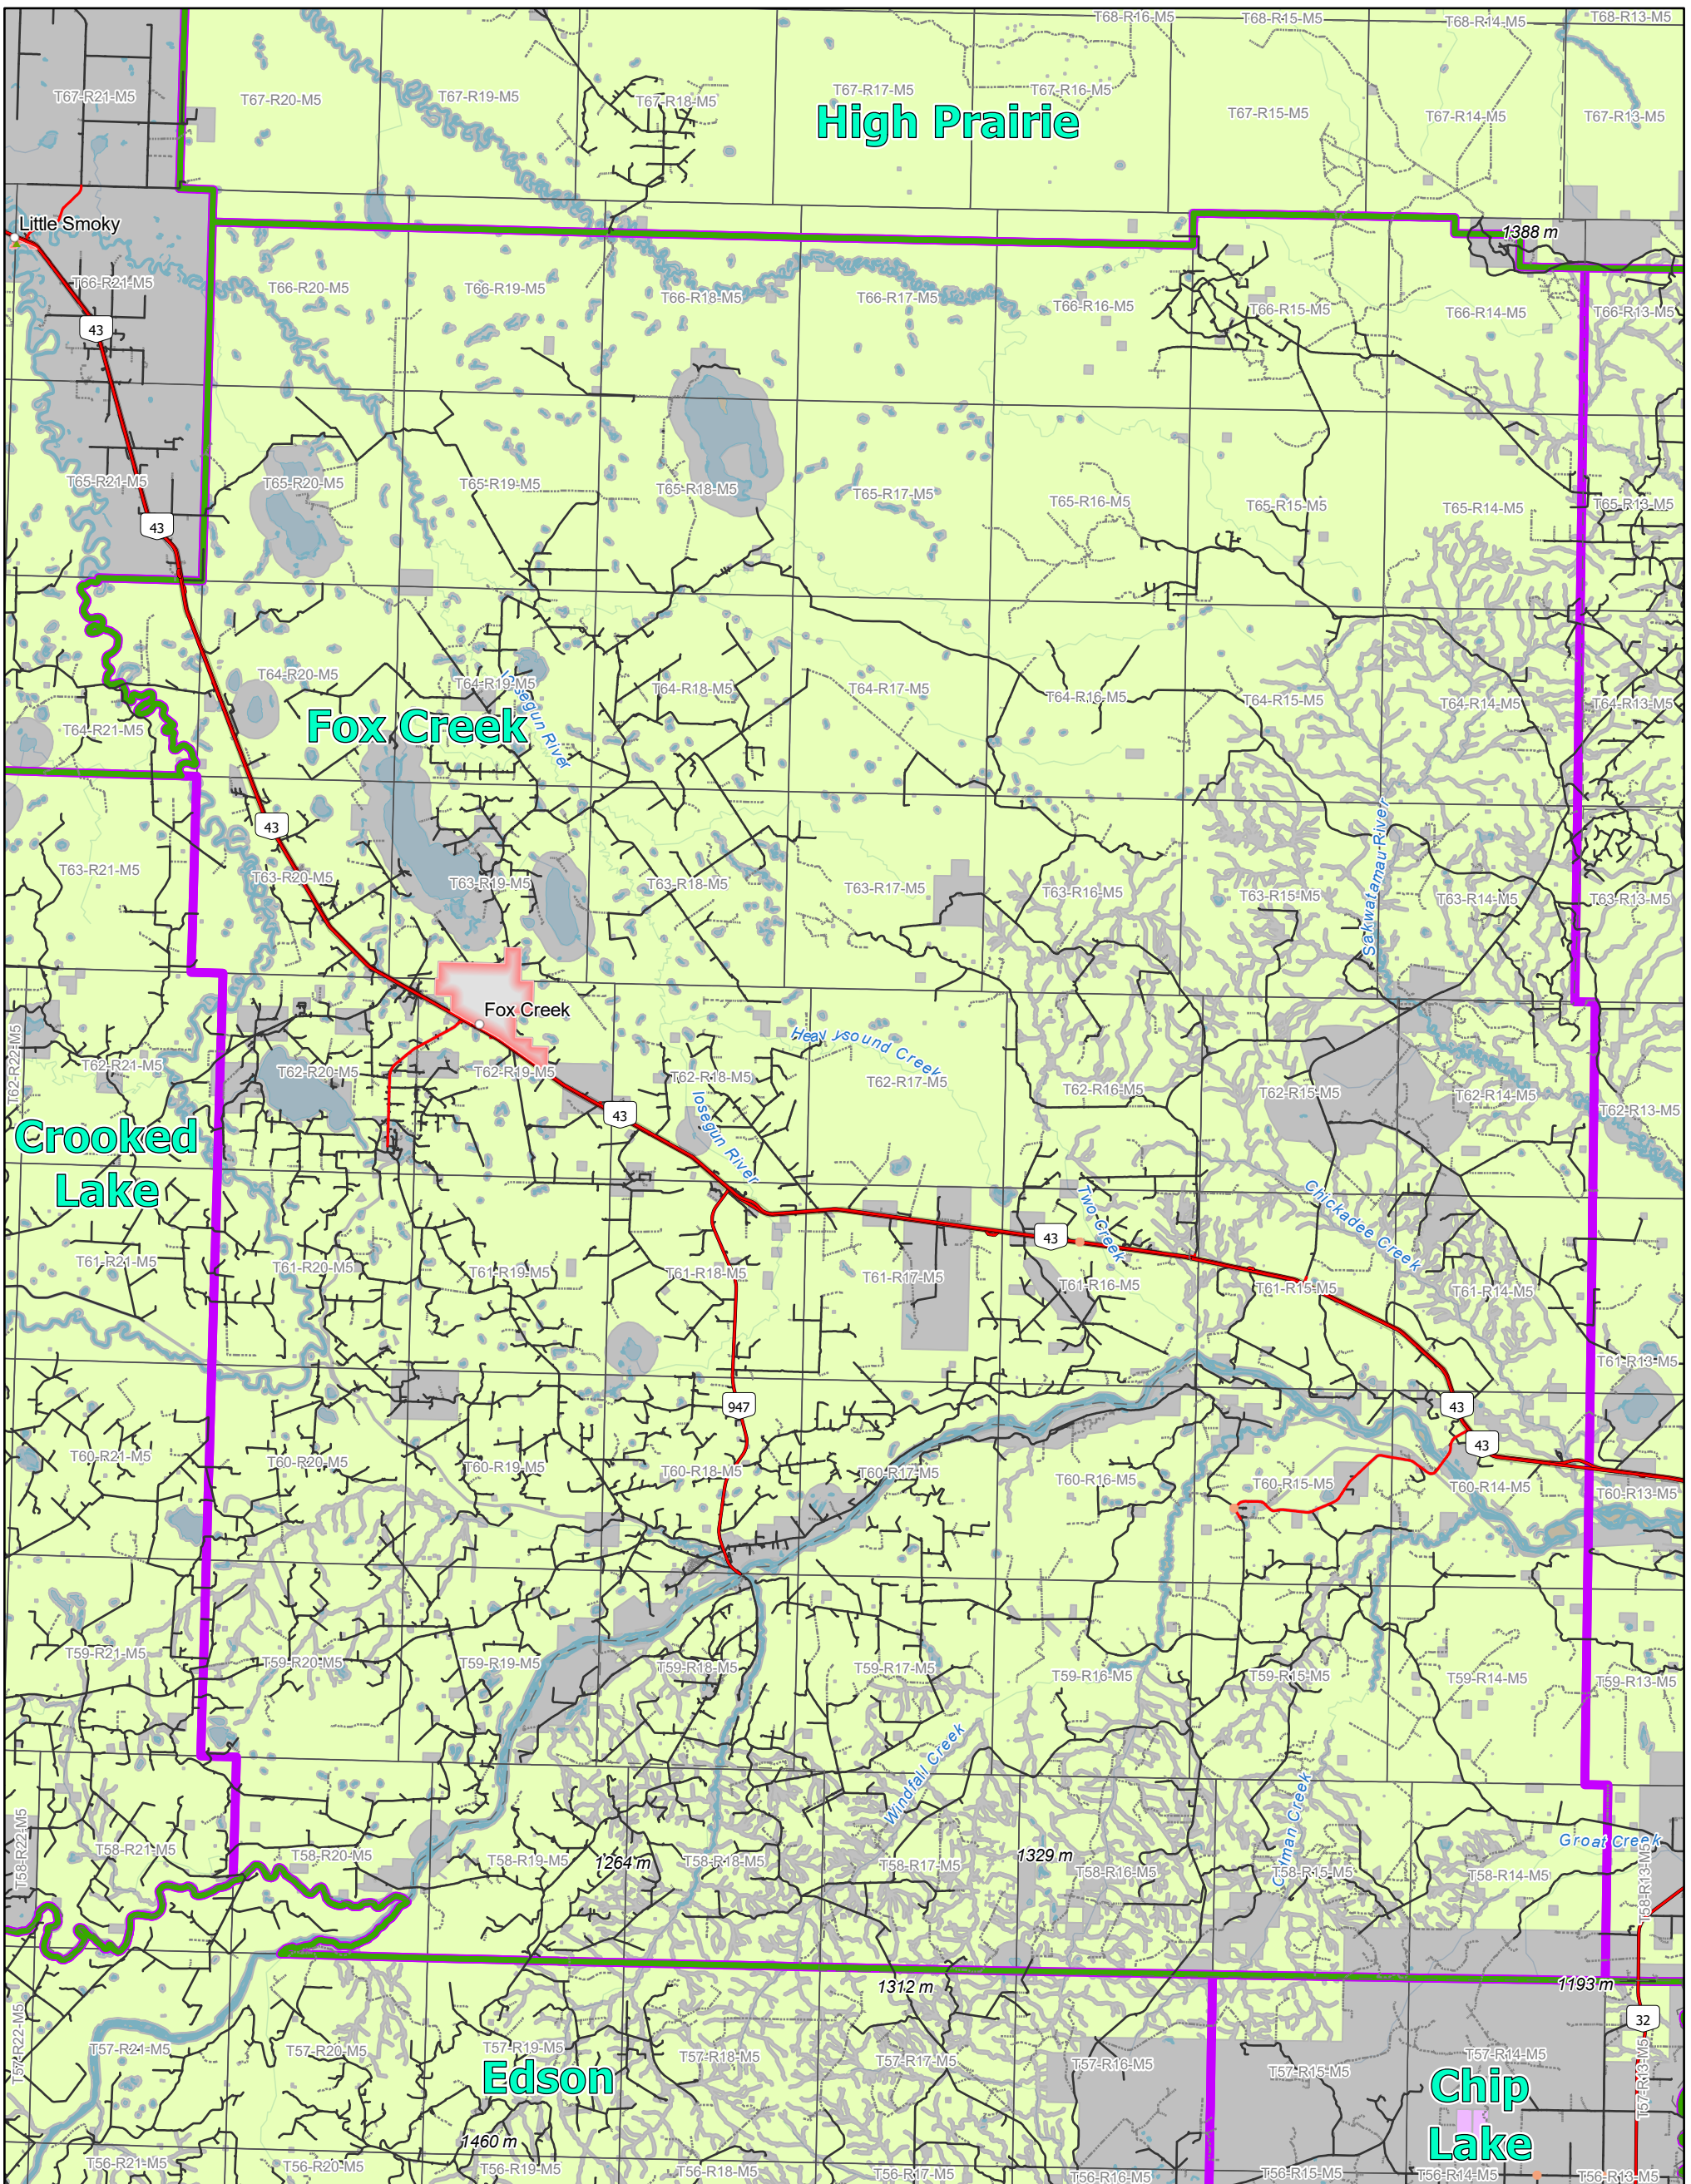 T68-R16-M5
T68-R15-M5
T68-R14-M5
T68-R13-M5
T67-R21-M5
T67-R20-M5
T67-R19-M5
T67-R18-M5
T67-R17-M5
T67-R16-M5
T67-R15-M5
T67-R14-M5
T67-R13-M5
High Prairie
Little Smoky
1388 m
T66-R21-M5
T66-R20-M5
T66-R19-M5
T66-R18-M5
T66-R17-M5
T66-R16-M5
T66-R15-M5
T66-R14-M5
T66-R13-M5
43
T65-R21-M5
T65-R20-M5
T65-R19-M5
T65-R18-M5
T65-R17-M5
T65-R16-M5
T65-R15-M5
T65-R14-M5
T65-R13-M5
43
T64-R21-M5
T64-R20-M5
T64-R19-M5
T64-R18-M5
T64-R17-M5
T64-R16-M5
T64-R15-M5
T64-R14-M5
T64-R13-M5
Fox Creek
Iosegun River
43
Sakwatamau River
T63-R21-M5
T63-R20-M5
T63-R19-M5
T63-R18-M5
T63-R17-M5
T63-R16-M5
T63-R15-M5
T63-R14-M5
T63-R13-M5
Fox Creek
Heavysound Creek
T62-R22-M5
T62-R21-M5
T62-R20-M5
T62-R19-M5
T62-R18-M5
T62-R17-M5
T62-R16-M5
T62-R15-M5
T62-R14-M5
T62-R13-M5
43
Iosegun River
Crooked
Lake
Two Creek
Chickadee Creek
43
T61-R21-M5
T61-R20-M5
T61-R19-M5
T61-R18-M5
T61-R17-M5
T61-R16-M5
T61-R15-M5
T61-R14-M5
T61-R13-M5
947
43
43
T60-R21-M5
T60-R20-M5
T60-R19-M5
T60-R18-M5
T60-R17-M5
T60-R16-M5
T60-R15-M5
T60-R14-M5
T60-R13-M5
T59-R21-M5
T59-R20-M5
T59-R19-M5
T59-R18-M5
T59-R17-M5
T59-R16-M5
T59-R15-M5
T59-R14-M5
T59-R13-M5
Windfall Creek
Groat Creek
T58-R22-M5
T58-R21-M5
T58-R20-M5
T58-R19-M5
1264 m
T58-R18-M5
T58-R17-M5
1329 m
T58-R16-M5
T58-R15-M5
T58-R14-M5
T58-R13-M5
1312 m
1193 m
32
T57-R22-M5
T57-R21-M5
T57-R20-M5
T57-R19-M5
T57-R18-M5
T57-R17-M5
T57-R16-M5
T57-R15-M5
T57-R14-M5
T57-R13-M5
Edson
Chip
Lake
1460 m
T56-R21-M5
T56-R20-M5
T56-R19-M5
T56-R18-M5
T56-R17-M5
T56-R16-M5
T56-R15-M5
T56-R14-M5
T56-R13-M5